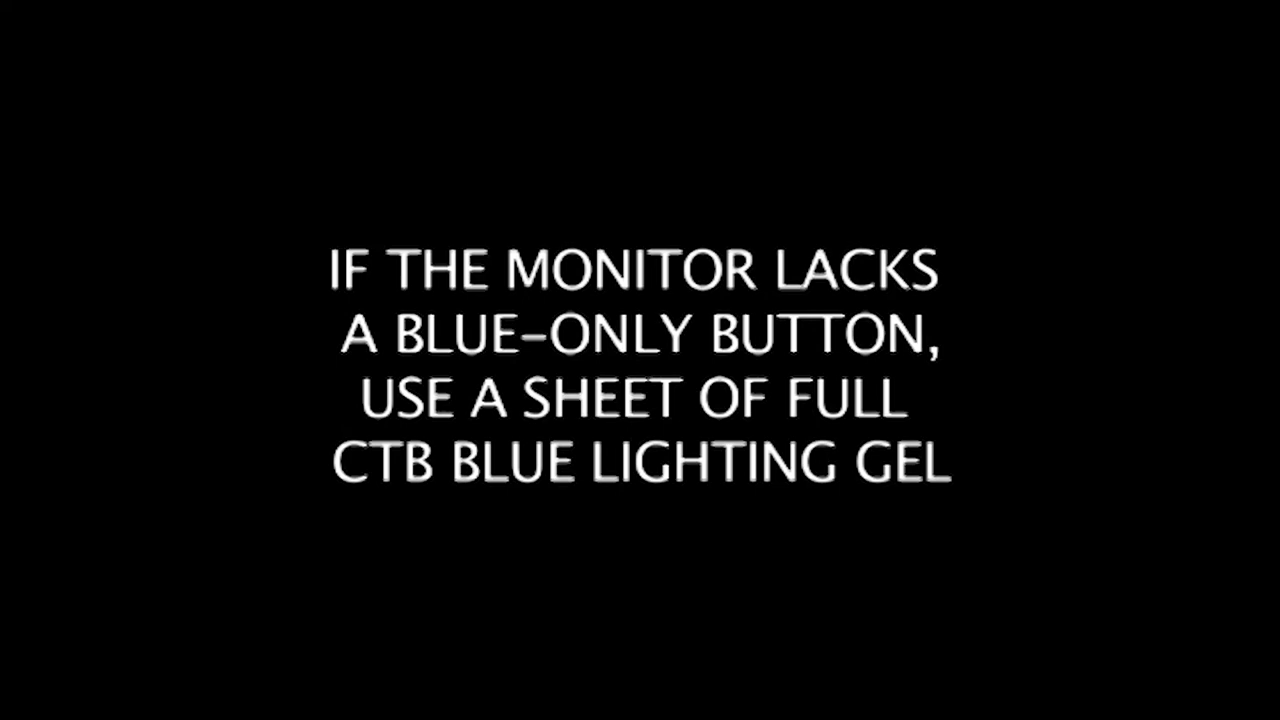 IF THE MONITOR LACKS
A BLUE-ONLY BUTTON,
USE A SHEET OF FULL
CTB BLUE LIGHTING GEL